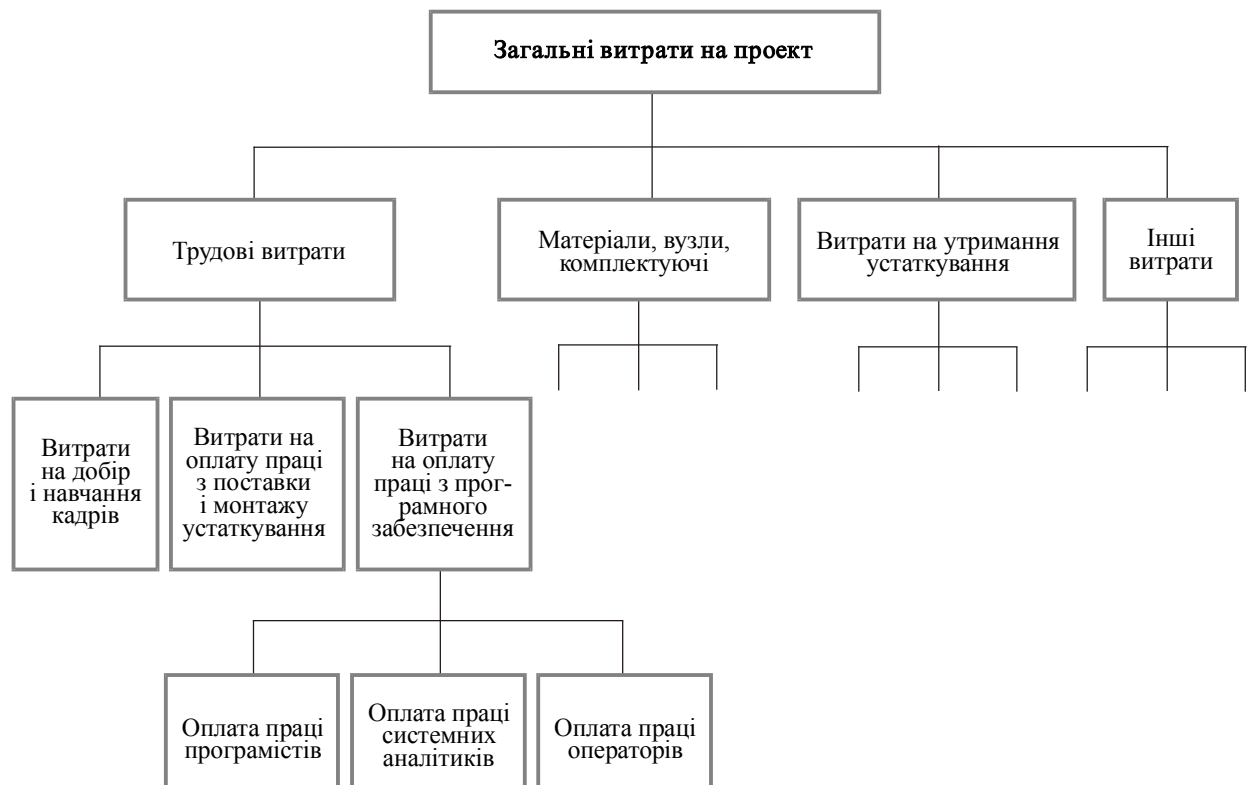 Загальні витрати на проект
Трудові витрати
Матеріали, вузли,
комплектуючі
Витрати на утримання
устаткування
Інші
витрати
Витрати
на добір
і навчання
кадрів
Витрати на
оплату праці
з поставки
і монтажу
устаткування
Витрати
на оплату
праці з прог-
рамного
забезпечення
Оплата праці
програмістів
Оплата праці
системних
аналітиків
Оплата праці
операторів